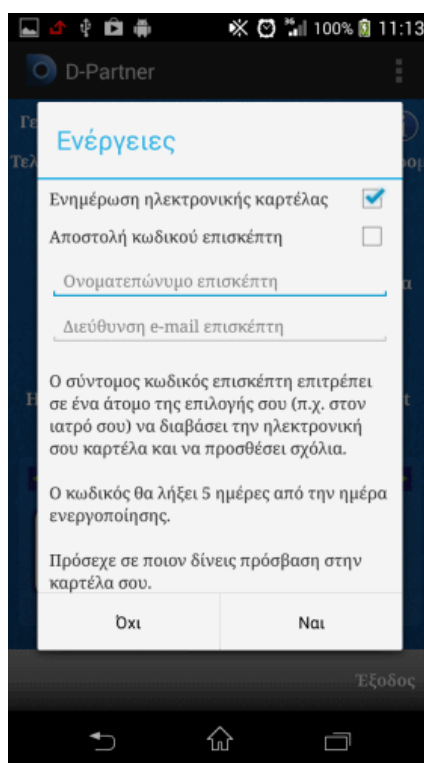 100% 11:13
D-Partner
Γε
Τελ
Ενέργειες
Ενημέρωση ηλεκτρονικής καρτέλας
Αποστολή κωδικού επισκέπτη
Ονοματεπώνυμο επισκέπτη
Διεύθυνση e-mail επισκέπτη
Ο σύντομος κωδικός επισκέπτη επιτρέπει
σε ένα άτομο της επιλογής σου (π.χ. στον
ιατρό σου) να διαβάσει την ηλεκτρονική
σου καρτέλα και να προσθέσει σχόλια.
Ο κωδικός θα λήξει 5 ημέρες από την ημέρα
ενεργοποίησης.
Πρόσεχε σε ποιον δίνεις πρόσβαση στην
καρτέλα σου.
Όχι Ναι
Έξοδος